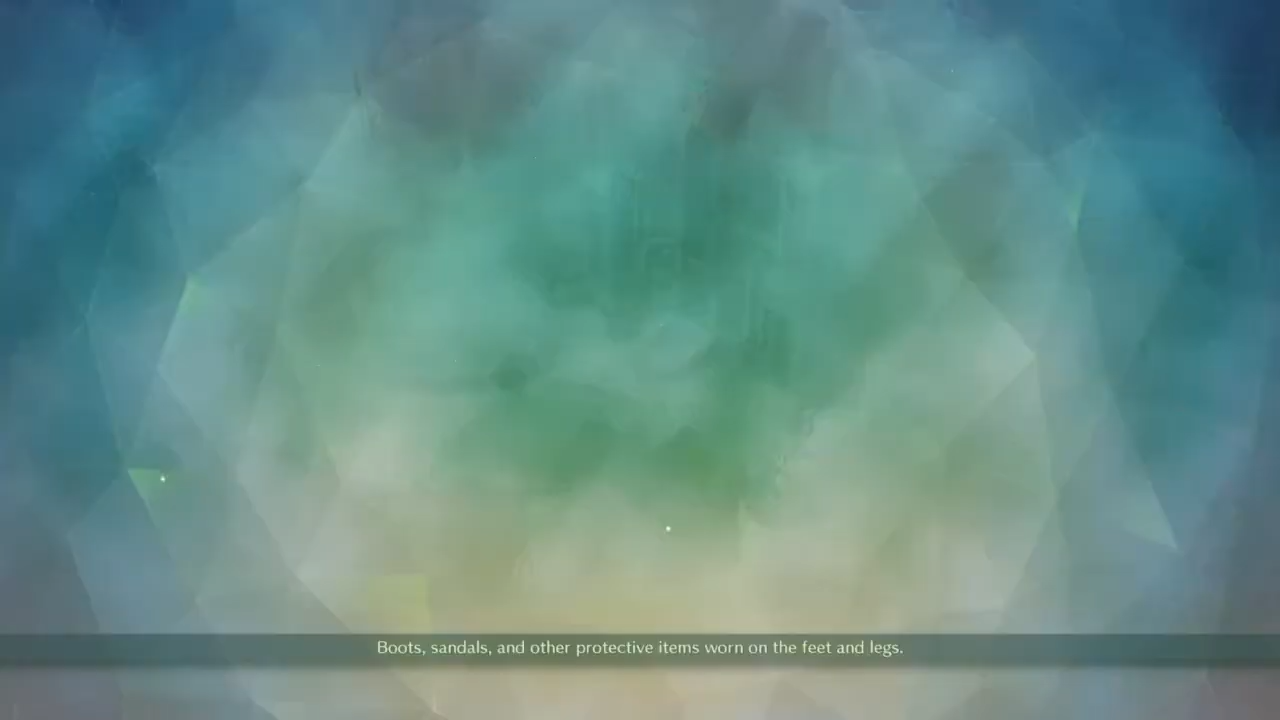 Boots, sandals, and other protective items worn on the feet and legs.